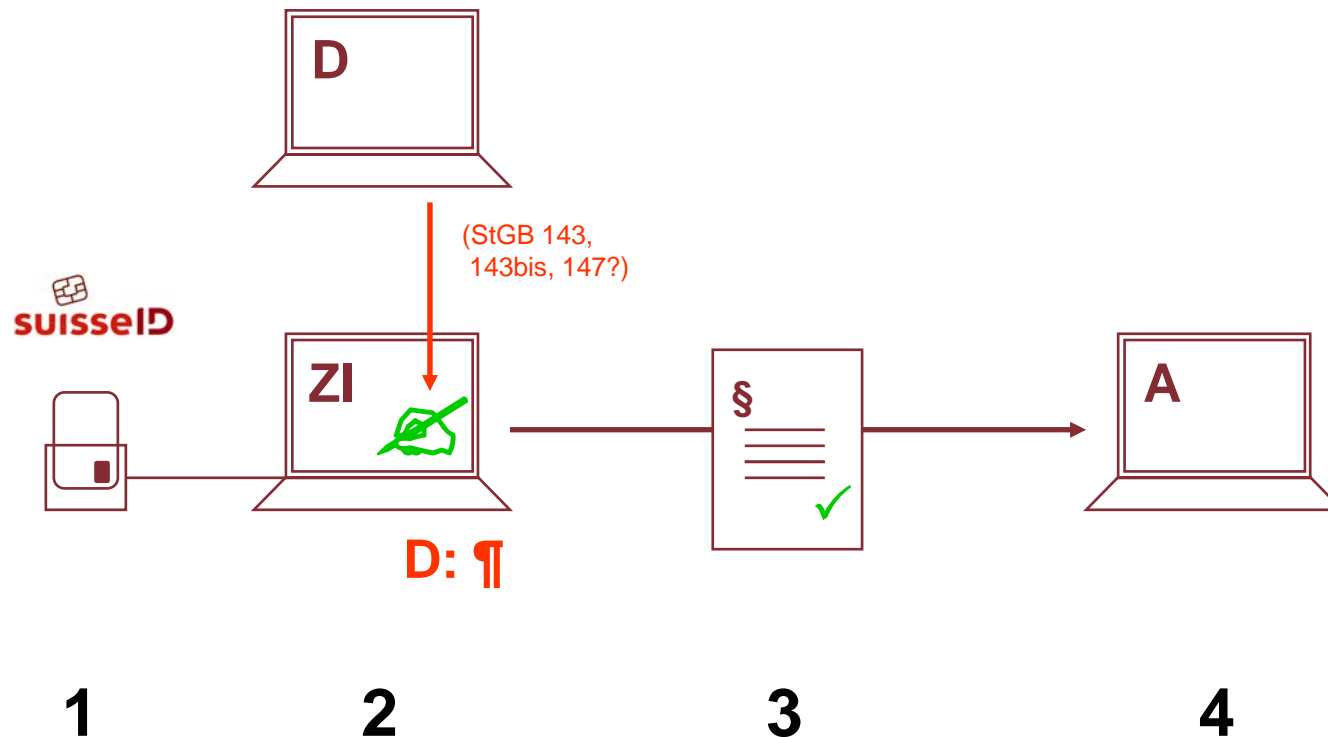 D
(StGB 143,
143bis, 147?)
suisseID
ZI
§
A
D: ¶
1 2 3 4